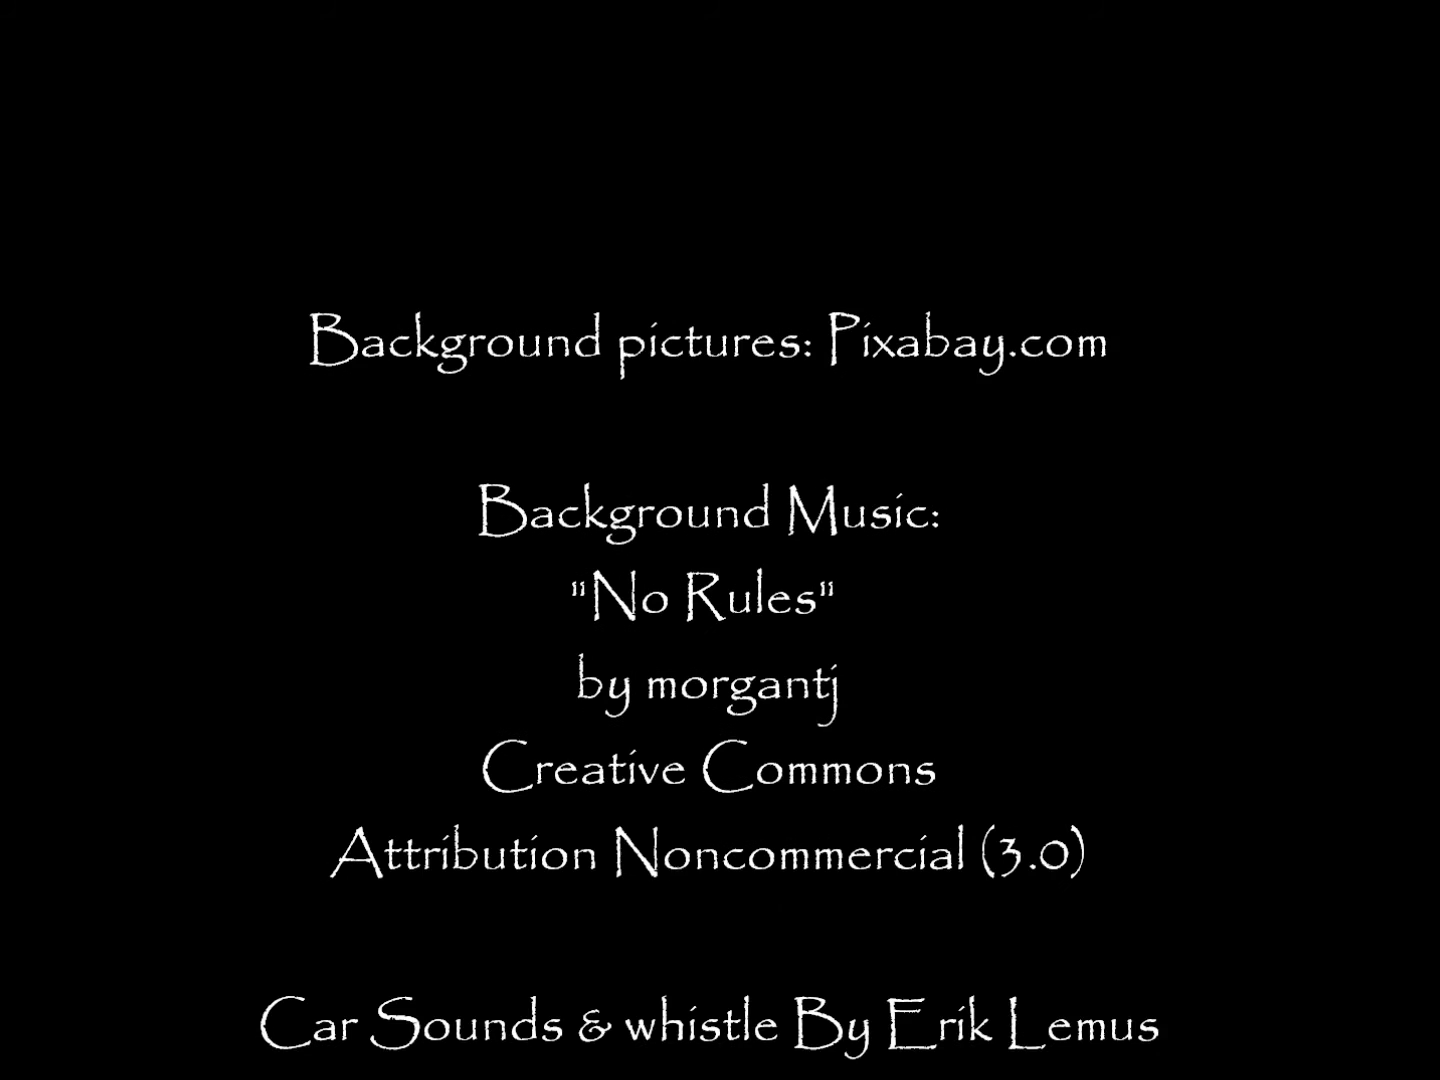 Background pictures: Pixabay.com
Background Music:
"No Rules"
by morgantj
Creative Commons
Attribution Noncommercial (3.0)
Car Sounds & whistle By Erik Lemus